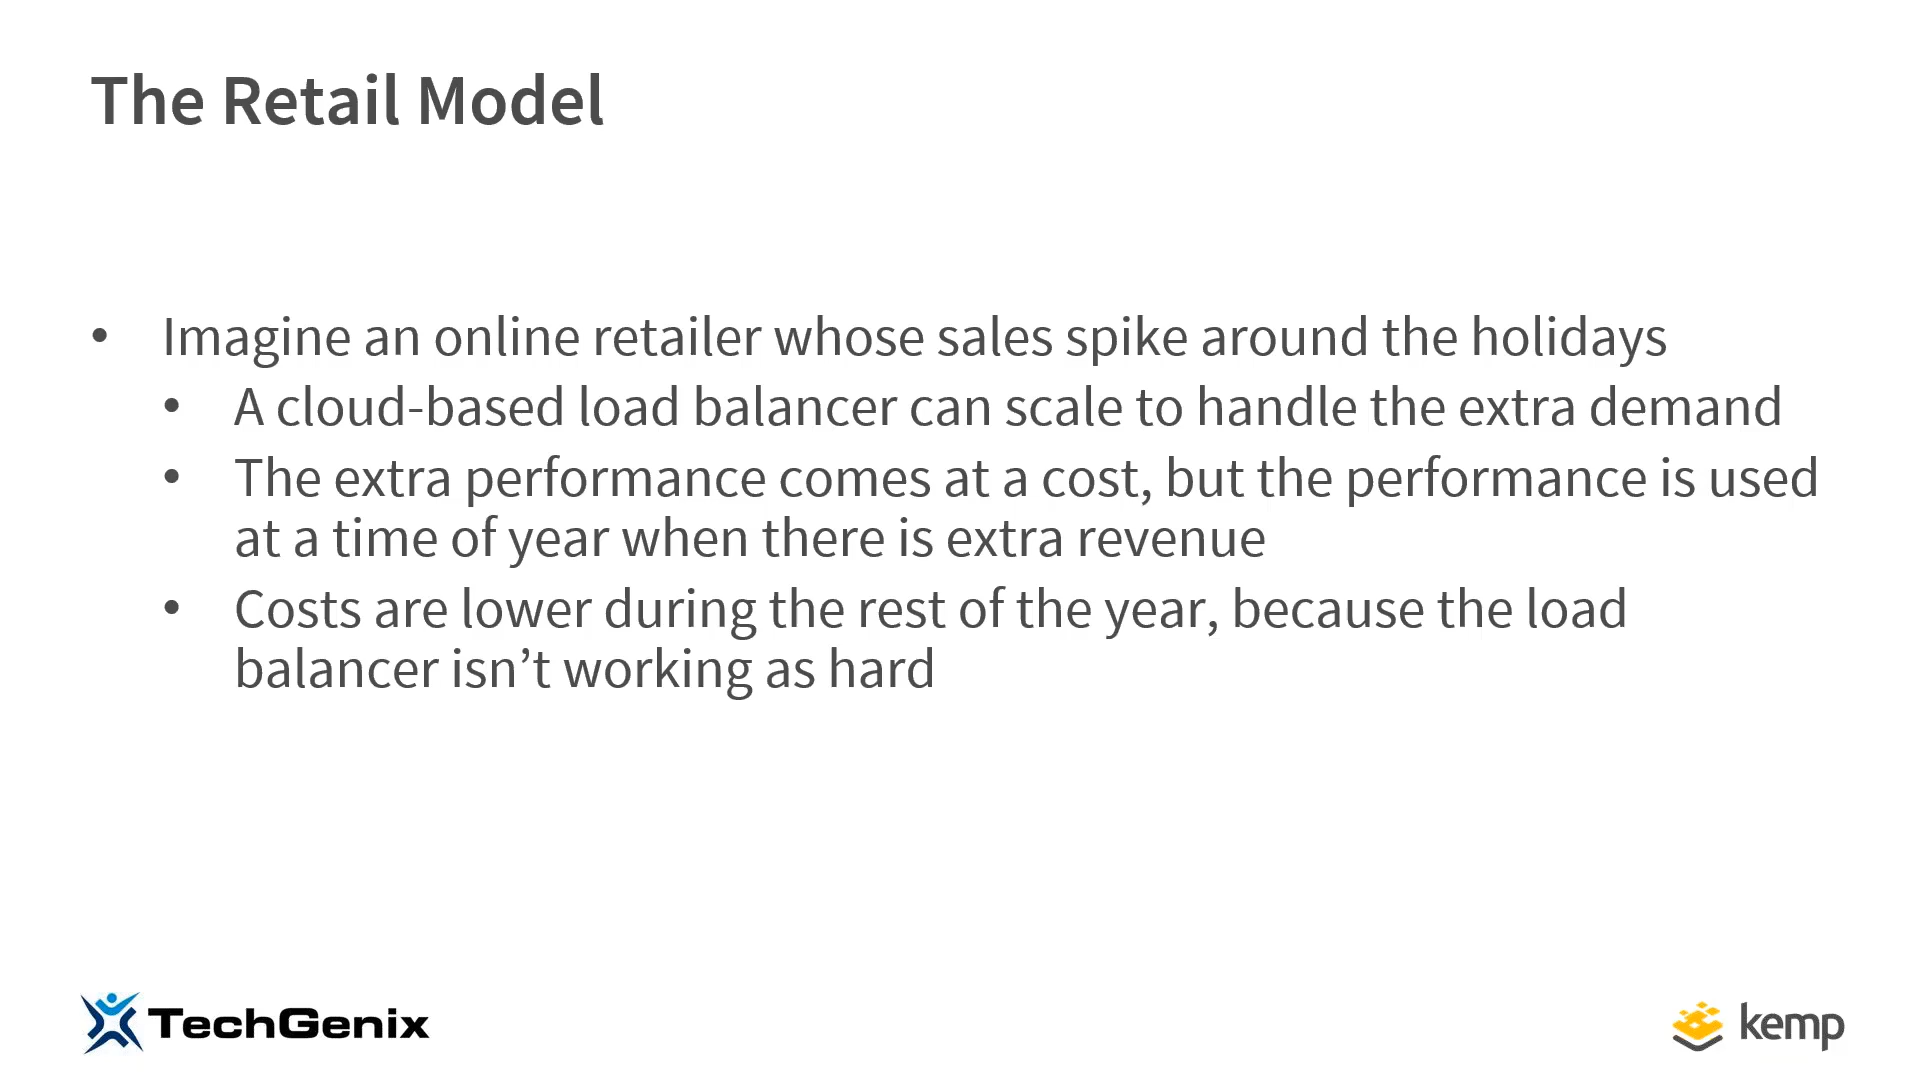 The Retail Model
• Imagine an online retailer whose sales spike around the holidays
• A cloud-based load balancer can scale to handle the extra demand
• The extra performance comes at a cost, but the performance is used
at a time of year when there is extra revenue
• Costs are lower during the rest of the year, because the load
balancer isn’t working as hard
TechGenix
kemp